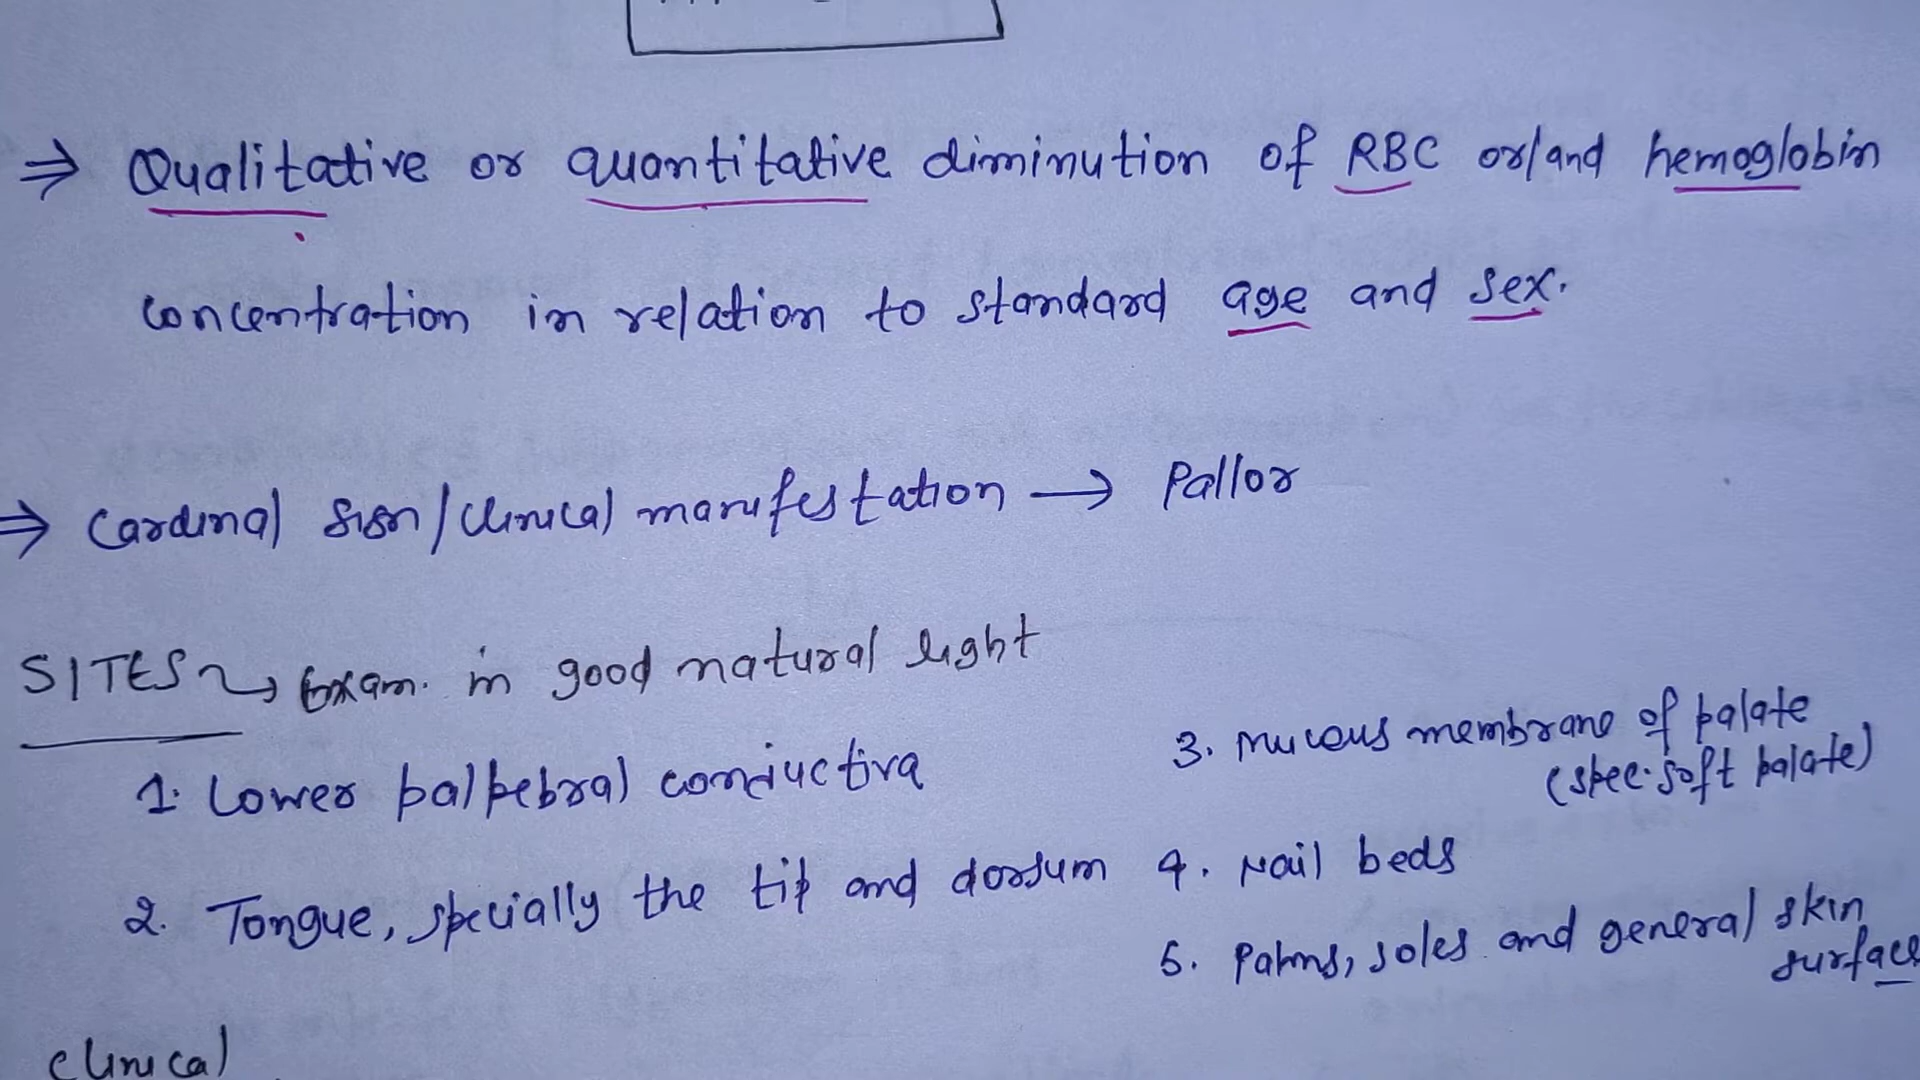 ⇒ Qualitative or quantitative diminution of RBC or/and hemoglobin
concentration in relation to standard age and sex.
⇒ Cardinal sign/clinical manifestation → Pallor
SITES → Exam. in good natural light
1. Lower palpebral conjuctiva
2. Tongue, specially the tip and dorsum
3. mucous membrane of palate
(spec. soft palate)
4. Nail beds
5. Palms, soles and general skin
surface
clinical